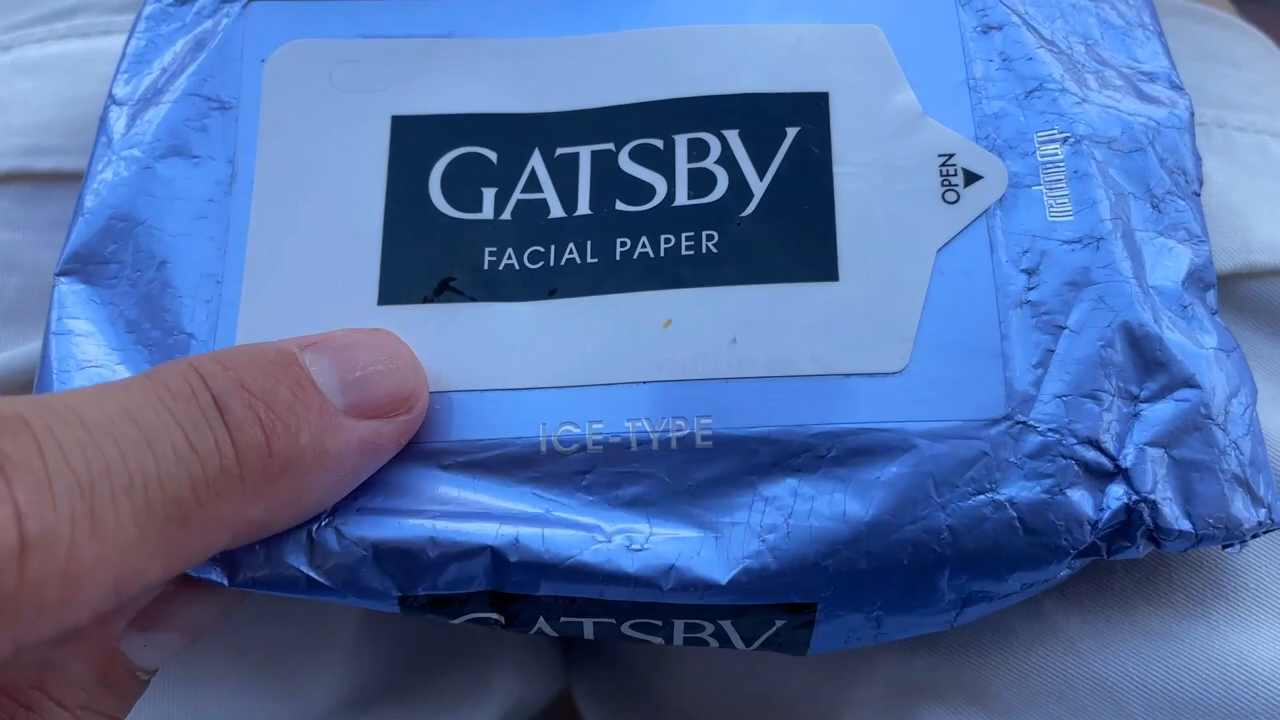 GATSBY
FACIAL PAPER
OPEN
ICE-TYPE
GATSBY